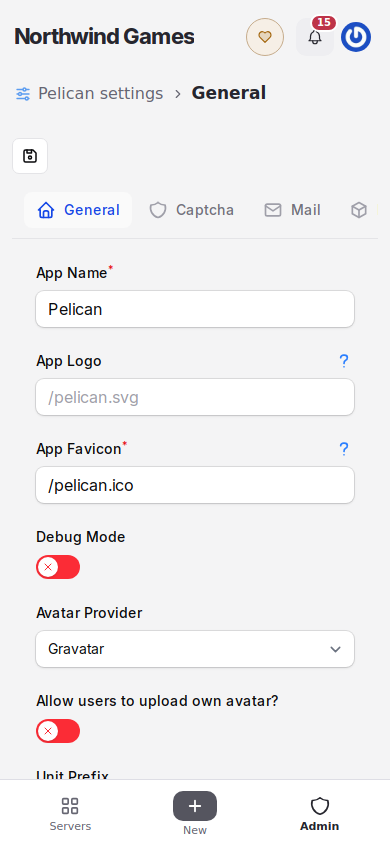 Northwind Games
15
Pelican settings > General
General
Captcha
Mail
App Name*
Pelican
App Logo
?
/pelican.svg
App Favicon*
?
/pelican.ico
Debug Mode
Avatar Provider
Gravatar
Allow users to upload own avatar?
Unit Prefix
Servers
New
Admin